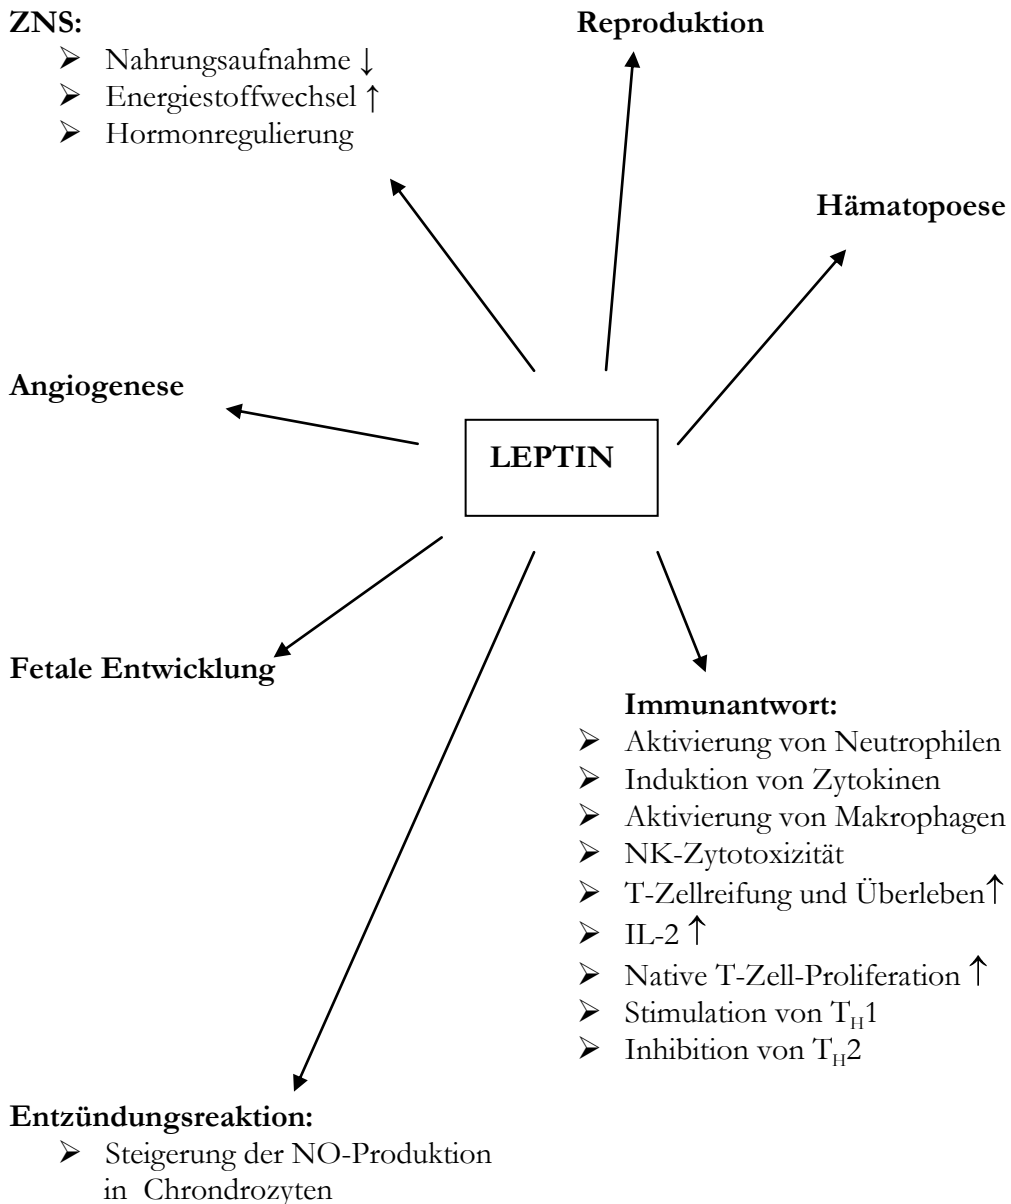 ZNS:
➢ Nahrungsaufnahme ↓
➢ Energiestoffwechsel ↑
➢ Hormonregulierung
Reproduktion
Hämatopoese
Angiogenese
LEPTIN
Fetale Entwicklung
Immunantwort:
➢ Aktivierung von Neutrophilen
➢ Induktion von Zytokinen
➢ Aktivierung von Makrophagen
➢ NK-Zytotoxizität
➢ T-Zellreifung und Überleben↑
➢ IL-2 ↑
➢ Native T-Zell-Proliferation ↑
➢ Stimulation von T_H1
➢ Inhibition von T_H2
Entzündungsreaktion:
➢ Steigerung der NO-Produktion
in Chrondrozyten